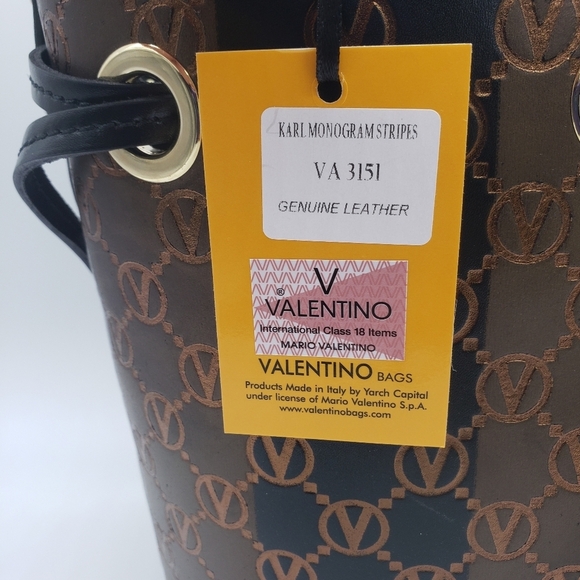 KARL MONOGRAM STRIPES
VA 3151
GENUINE LEATHER
V
® VALENTINO
International Class 18 Items
MARIO VALENTINO
VALENTINO BAGS
Products Made in Italy by Yarch Capital
under license of Mario Valentino S.p.A.
www.valentinobags.com